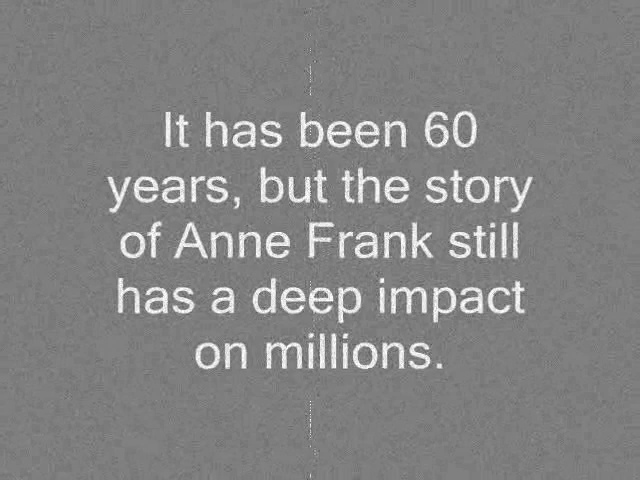 It has been 60
years, but the story
of Anne Frank still
has a deep impact
on millions.